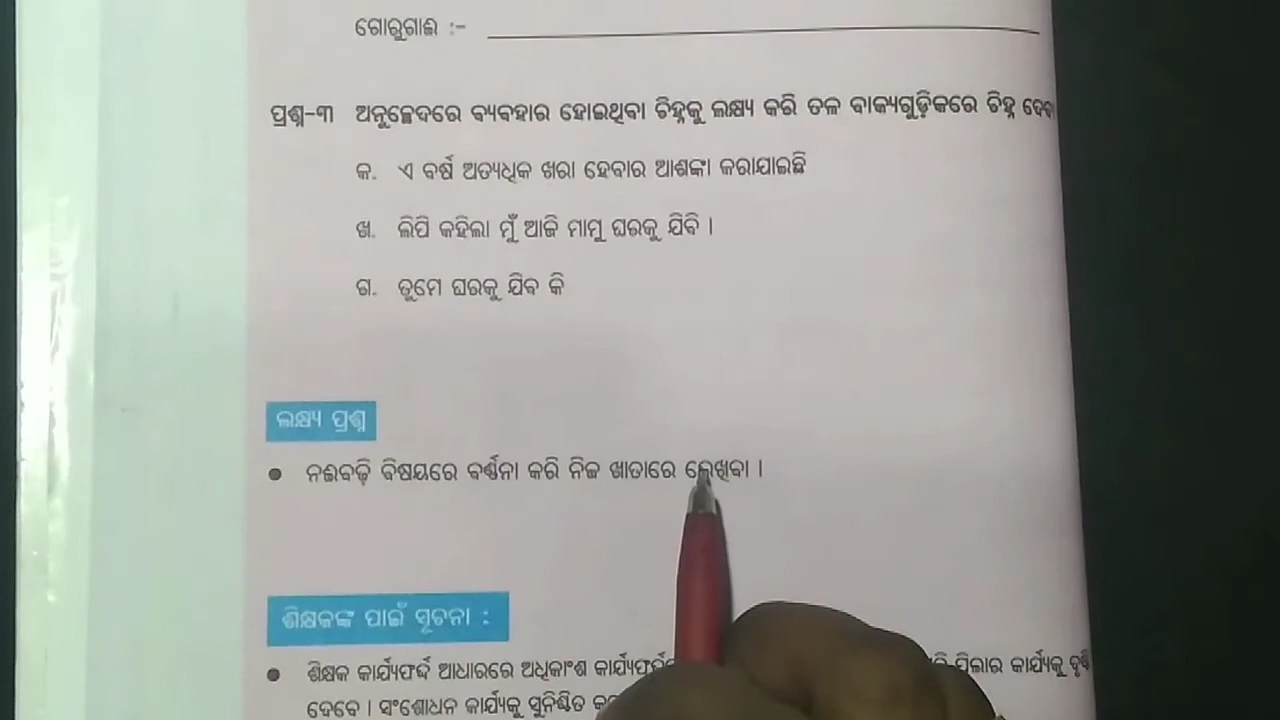 ଗୋରୁଗାଈ :-
ପ୍ରଶ୍ନ-୩ ଅନୁଚ୍ଛେଦରେ ବ୍ୟବହାର ହୋଇଥିବା ଚିହ୍ନକୁ ଲକ୍ଷ୍ୟ କରି ତଳ ବାକ୍ୟଗୁଡ଼ିକରେ ଚିହ୍ନ
କ. ଏ ବର୍ଷ ଅତ୍ୟଧିକ ଖରା ହେବାର ଆଶଙ୍କା କରାଯାଇଛି
ଖ. ଲିପି କହିଲା ମୁଁ ଆଜି ମାମୁ ଘରକୁ ଯିବି ।
ଗ. ତୁମେ ଘରକୁ ଯିବ କି
ଲକ୍ଷ୍ୟ ପ୍ରଶ୍ନ
● ନଈବଢ଼ି ବିଷୟରେ ବର୍ଣ୍ଣନା କରି ନିଜ ଖାତାରେ ଲେଖିବା ।
ଶିକ୍ଷକଙ୍କ ପାଇଁ ସୂଚନା :
● ଶିକ୍ଷକ କାର୍ଯ୍ୟଫର୍ଦ୍ଦ ଆଧାରରେ ଅଧିକାଂଶ ପିଲାର କାର୍ଯ୍ୟକୁ
ଦେବେ । ସଂଶୋଧନ କାର୍ଯ୍ୟକୁ ସୁନିଶ୍ଚିତ